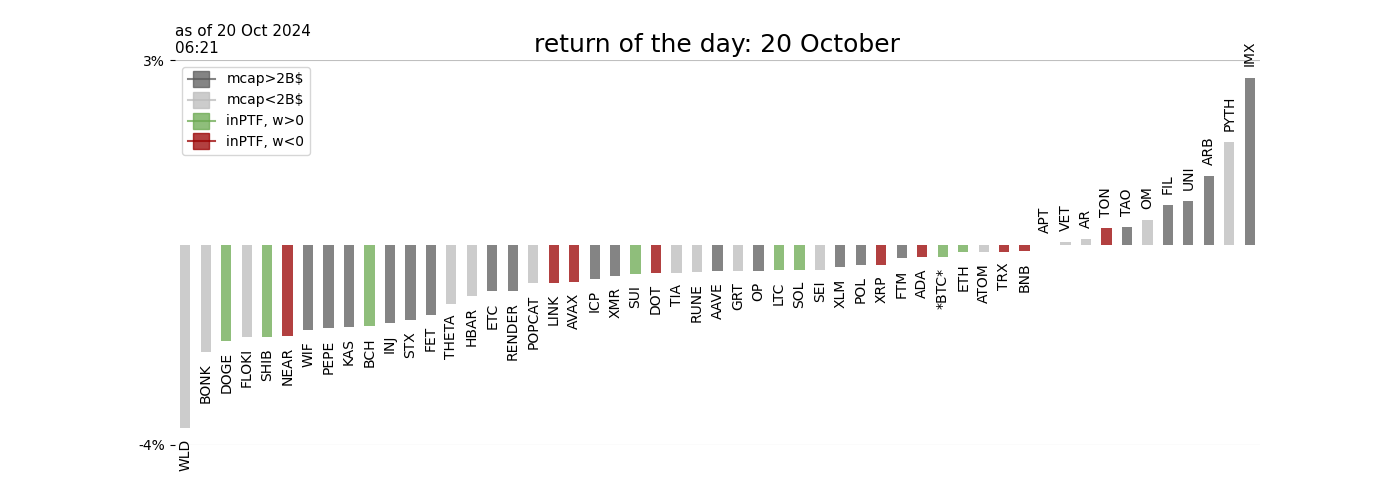 as of 20 Oct 2024
06:21
return of the day: 20 October
3%
mcap>2B$
mcap<2B$
inPTF, w>0
inPTF, w<0
-4%
WLD
BONK
DOGE
FLOKI
SHIB
NEAR
WIF
PEPE
KAS
BCH
INJ
STX
FET
THETA
HBAR
ETC
RENDER
POPCAT
LINK
AVAX
ICP
XMR
SUI
DOT
TIA
RUNE
AAVE
GRT
OP
LTC
SOL
SEI
XLM
POL
XRP
FTM
ADA
*BTC*
ETH
ATOM
TRX
BNB
APT
VET
AR
TON
TAO
OM
FIL
UNI
ARB
PYTH
IMX